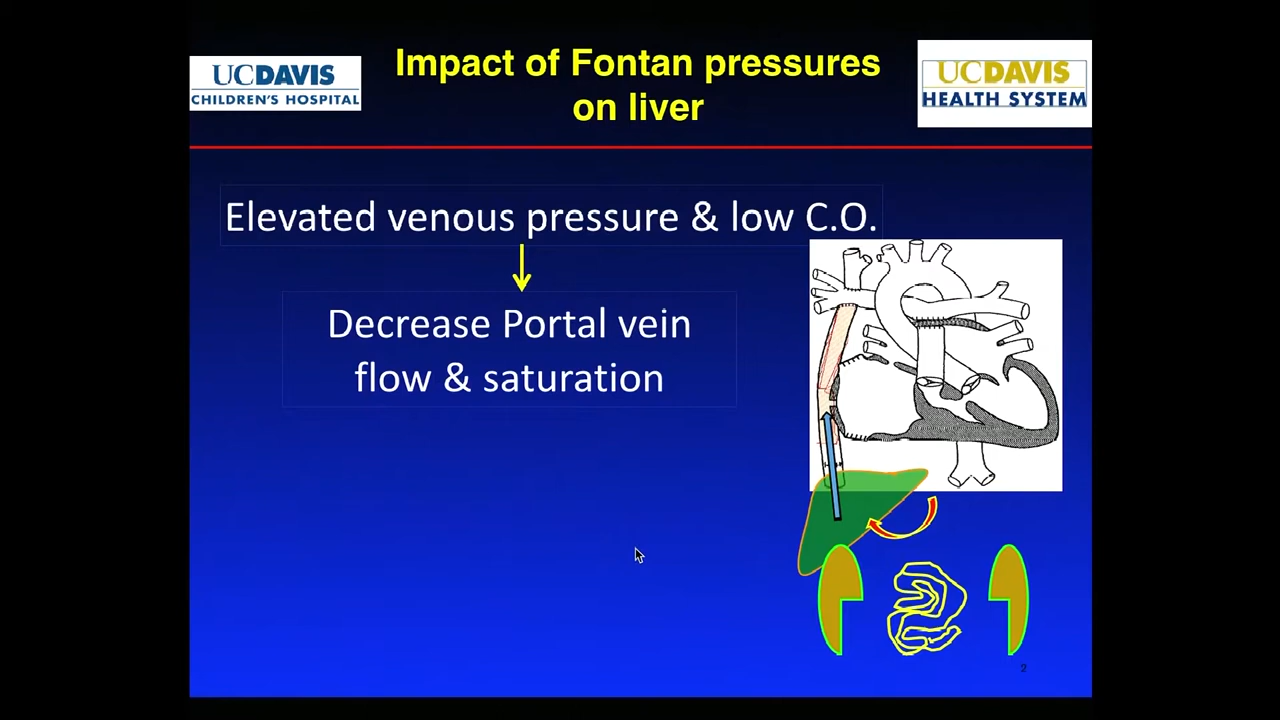 UCDAVIS
CHILDREN'S HOSPITAL
Impact of Fontan pressures
on liver
UCDAVIS
HEALTH SYSTEM
Elevated venous pressure & low C.O.
Decrease Portal vein
flow & saturation
2